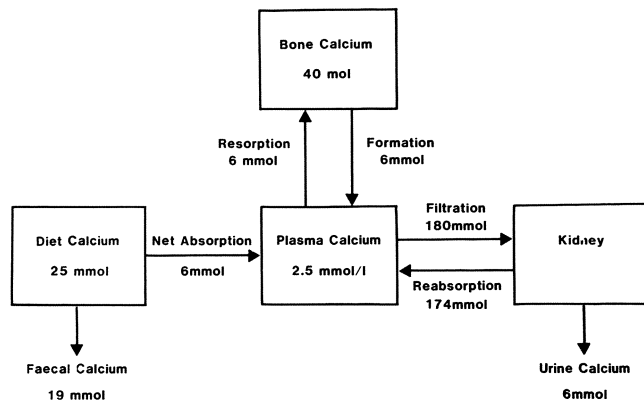 Bone Calcium
40 mol
Resorption
6 mmol
Formation
6mmol
Diet Calcium
25 mmol
Net Absorption
6mmol
Plasma Calcium
2.5 mmol/l
Filtration
180mmol
Reabsorption
174mmol
Kidney
Faecal Calcium
19 mmol
Urine Calcium
6mmol